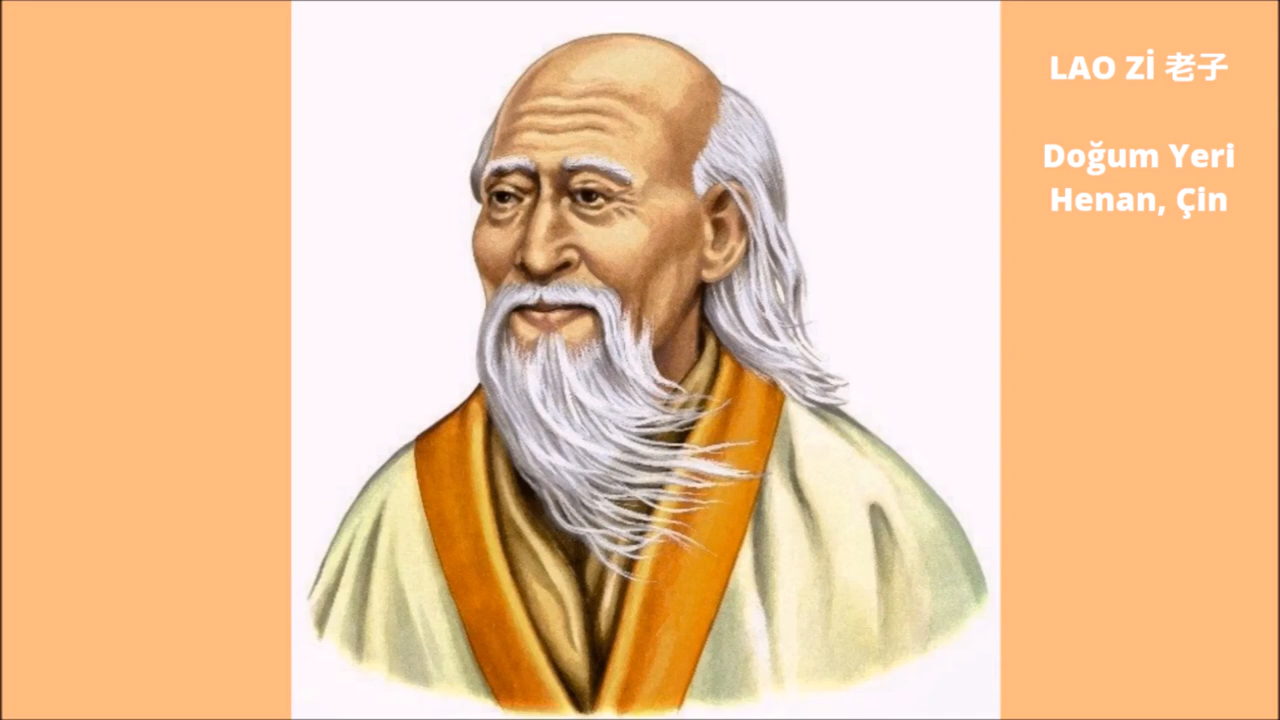 LAO Zİ 老子
Doğum Yeri
Henan, Çin